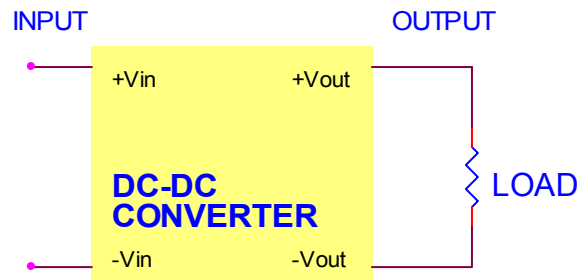 INPUT
OUTPUT
+Vin
+Vout
DC-DC
CONVERTER
LOAD
-Vin
-Vout